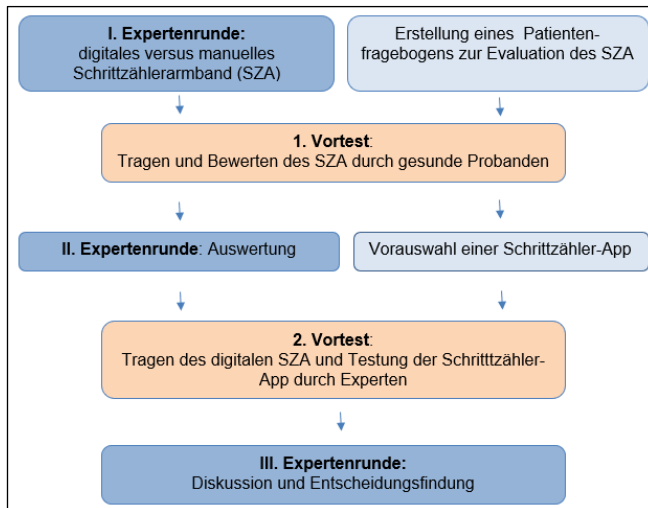 I. Expertenrunde:
digitales versus manuelles
Schrittzählerarmband (SZA)
Erstellung eines Patienten-
fragebogens zur Evaluation des SZA
1. Vortest:
Tragen und Bewerten des SZA durch gesunde Probanden
II. Expertenrunde: Auswertung
Vorauswahl einer Schrittzähler-App
2. Vortest:
Tragen des digitalen SZA und Testung der Schritttzähler-
App durch Experten
III. Expertenrunde:
Diskussion und Entscheidungsfindung